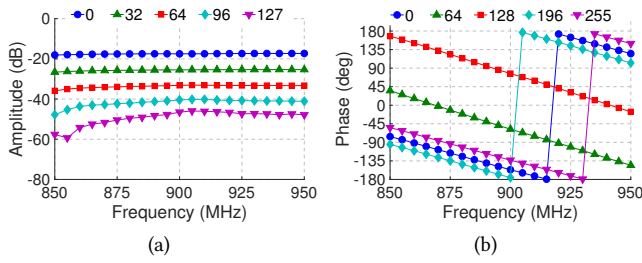 0 32 64 96 127
0
-20
-40
-60
-80
Amplitude (dB)
850 875 900 925 950
Frequency (MHz)
(a)
0 64 128 196 255
180
135
90
45
0
-45
-90
-135
-180
Phase (deg)
850 875 900 925 950
Frequency (MHz)
(b)